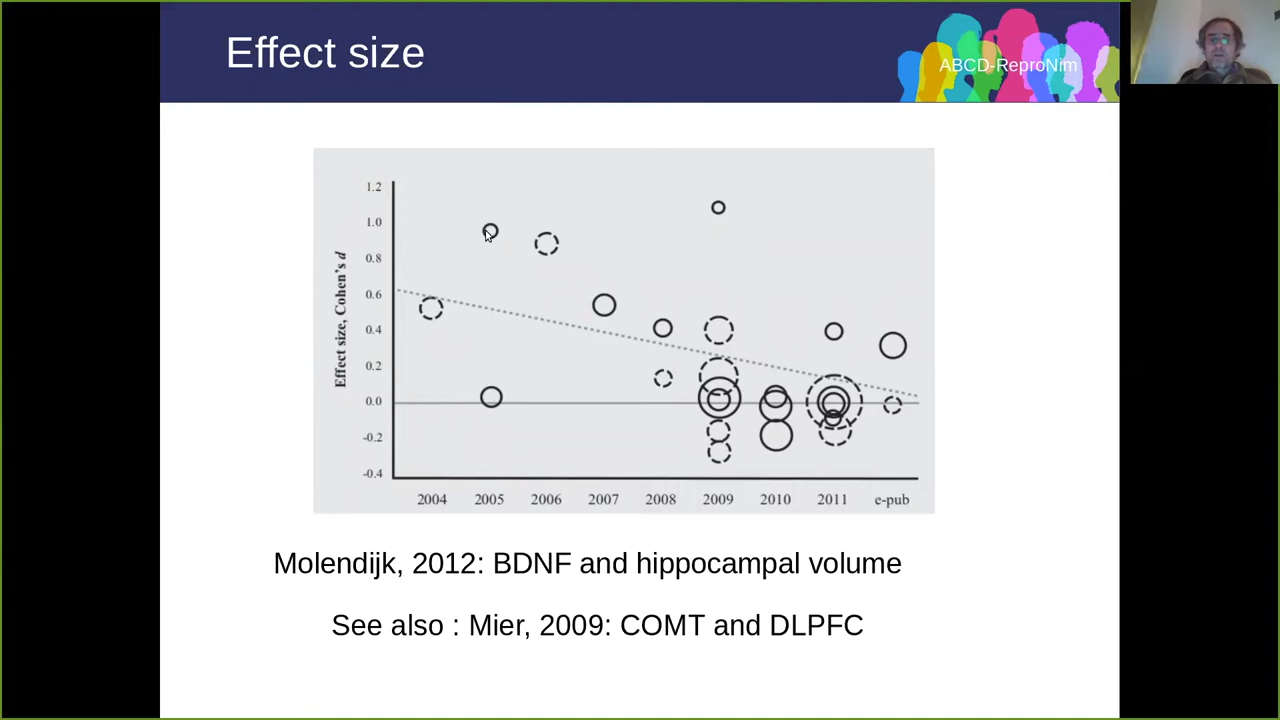 Effect size
ABCD-ReproNim
1.2
1.0
0.8
0.6
0.4
0.2
0.0
-0.2
-0.4
Effect size, Cohen's d
2004 2005 2006 2007 2008 2009 2010 2011 e-pub
Molendijk, 2012: BDNF and hippocampal volume
See also : Mier, 2009: COMT and DLPFC